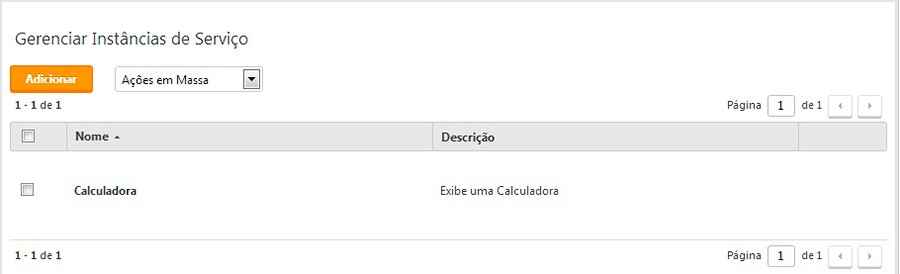 Gerenciar Instâncias de Serviço
Adicionar Ações em Massa
1 - 1 de 1 Página 1 de 1
Nome Descrição
Calculadora Exibe uma Calculadora
1 - 1 de 1 Página 1 de 1